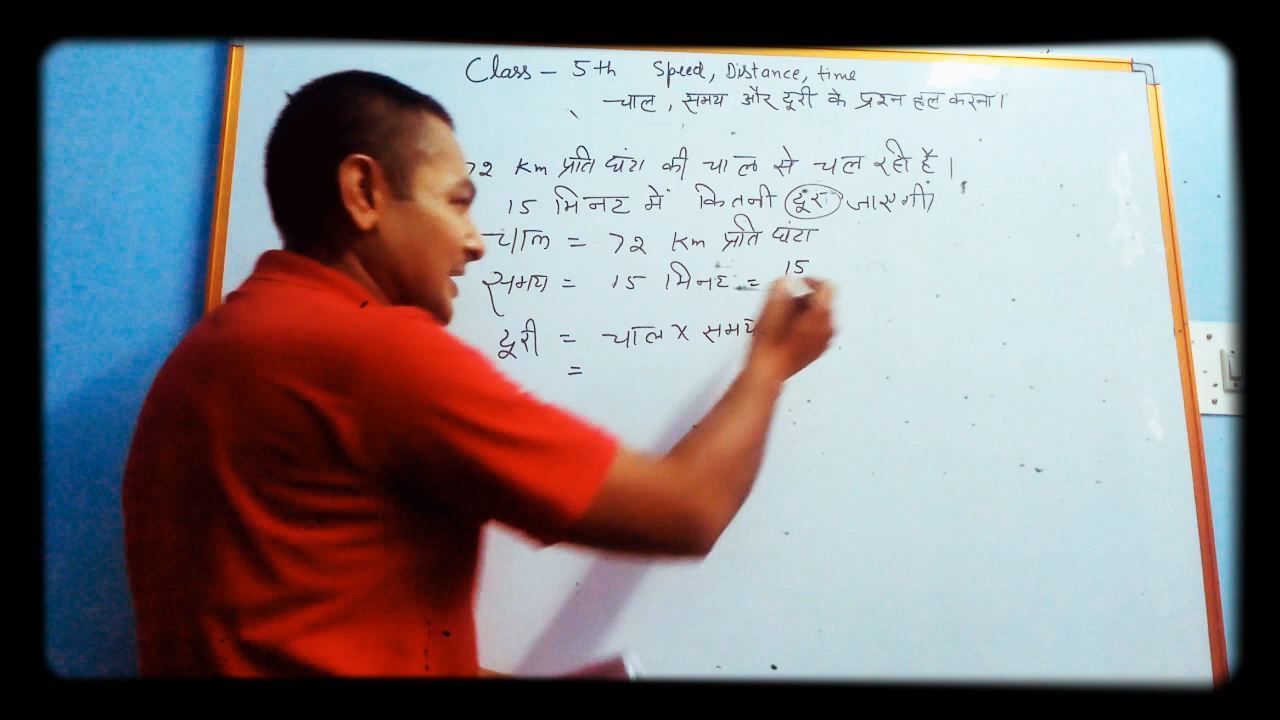 Class - 5th Speed, Distance, time
चाल, समय और दूरी के प्रश्न हल करना।
72 Km प्रति घंटा की चाल से चल रही है।
15 मिनट में कितनी दूर जाएगी
चाल = 72 Km प्रति घंटा
समय = 15 मिनट = 15
दूरी = चाल x समय
=